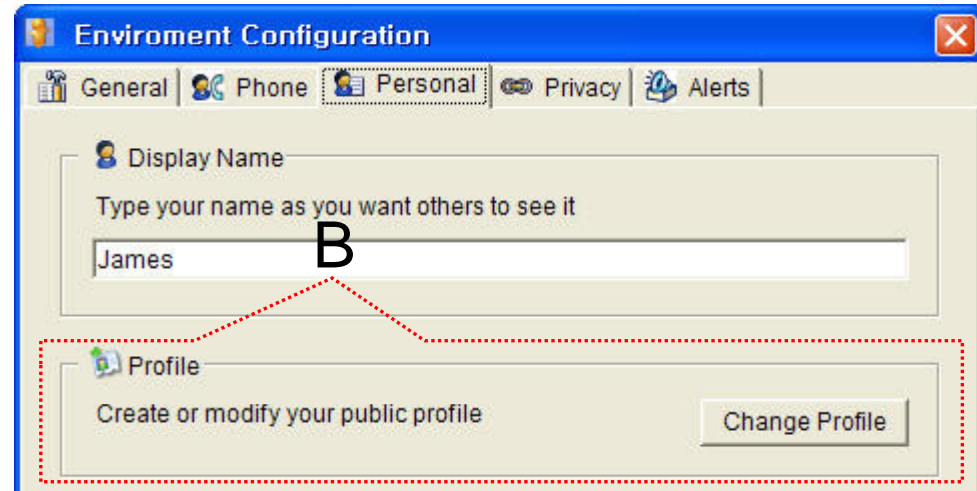 Enviroment Configuration
General Phone Personal Privacy Alerts
Display Name
Type your name as you want others to see it
B
James
Profile
Create or modify your public profile
Change Profile